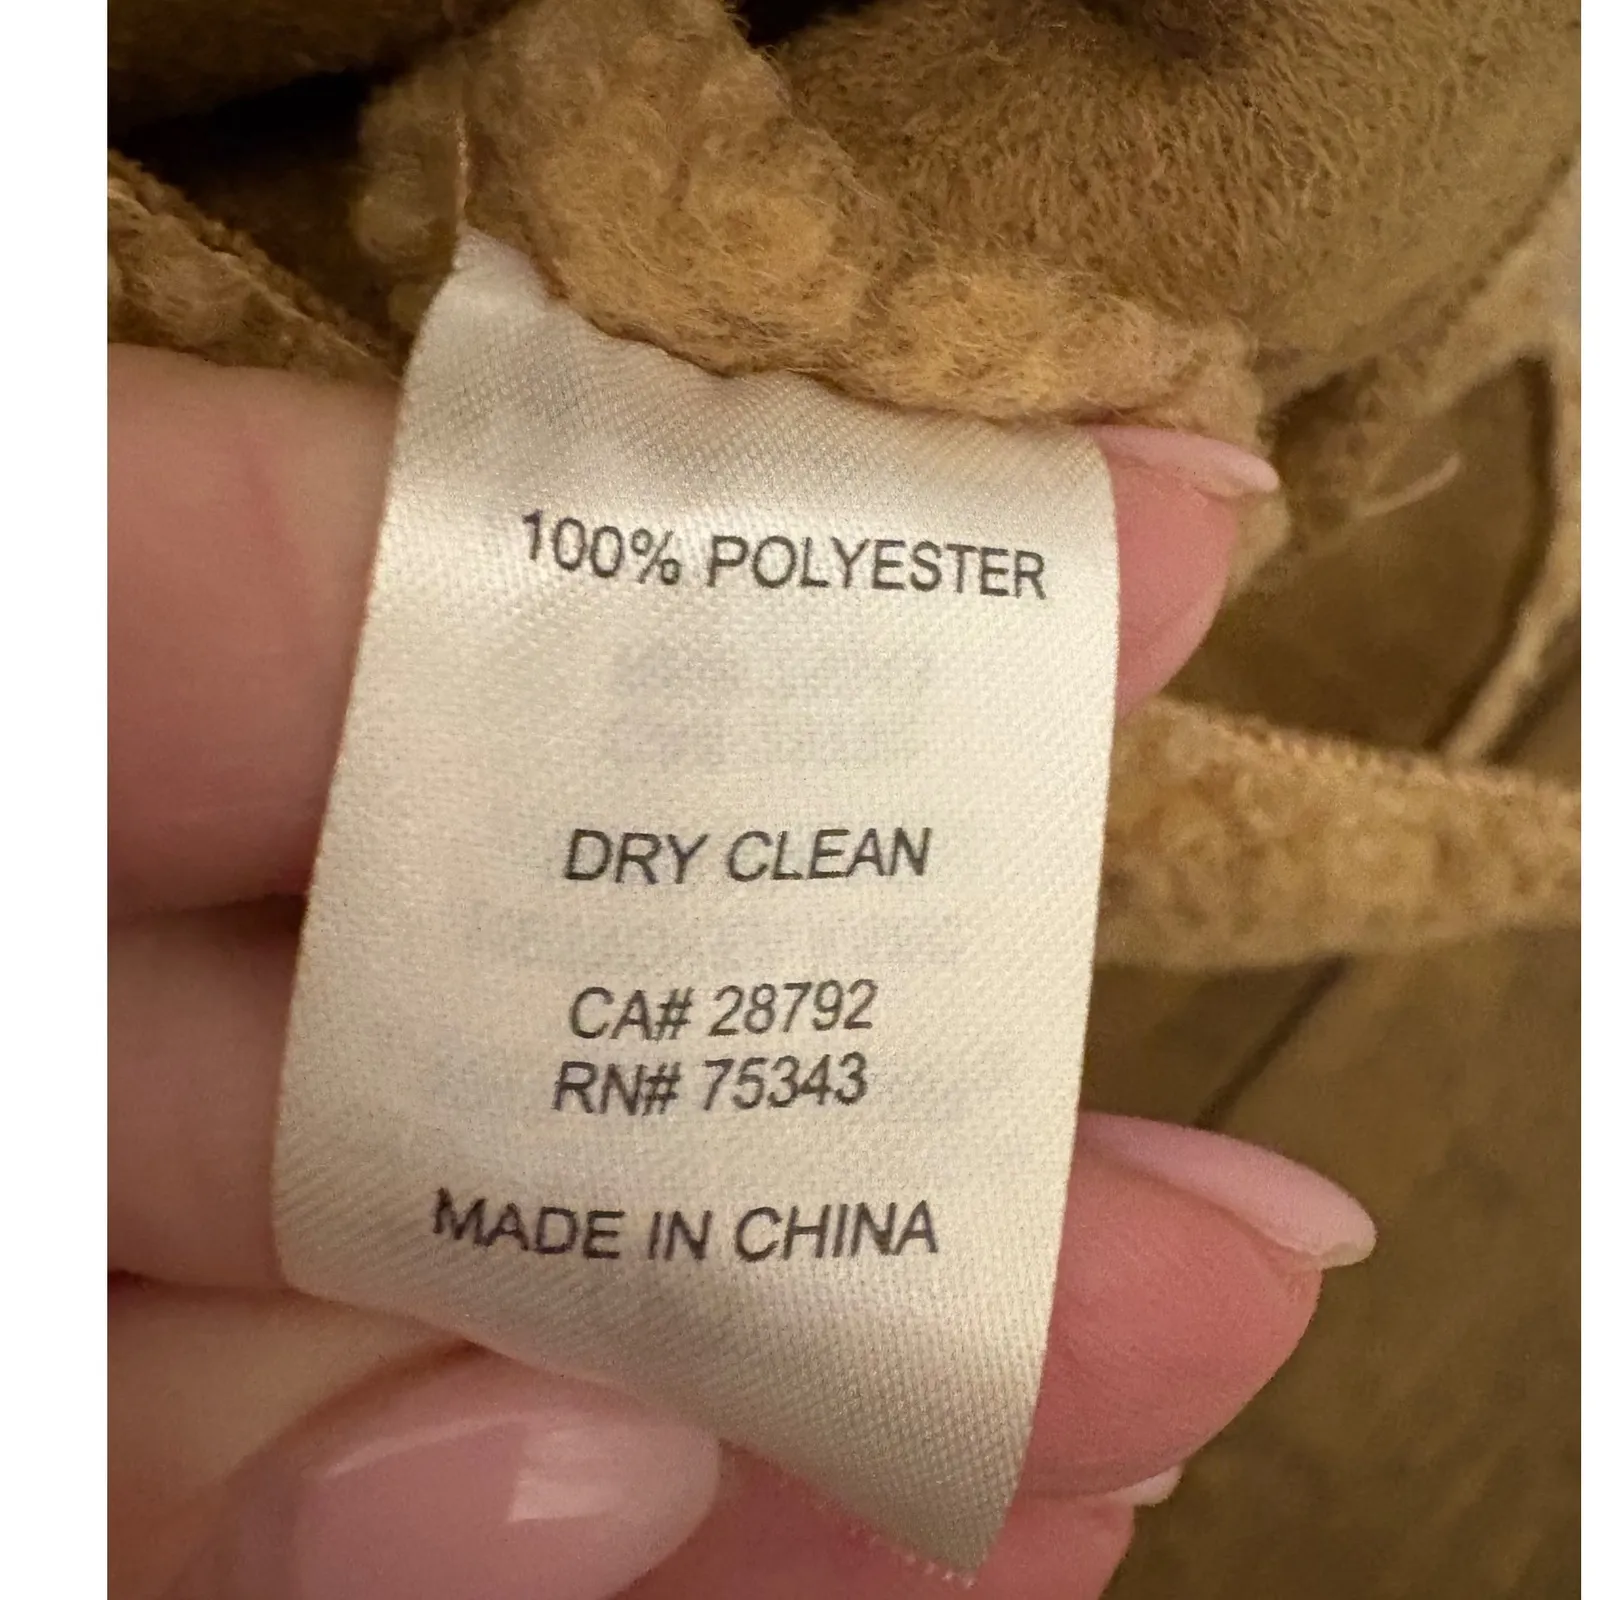 100% POLYESTER
DRY CLEAN
CA# 28792
RN# 75343
MADE IN CHINA